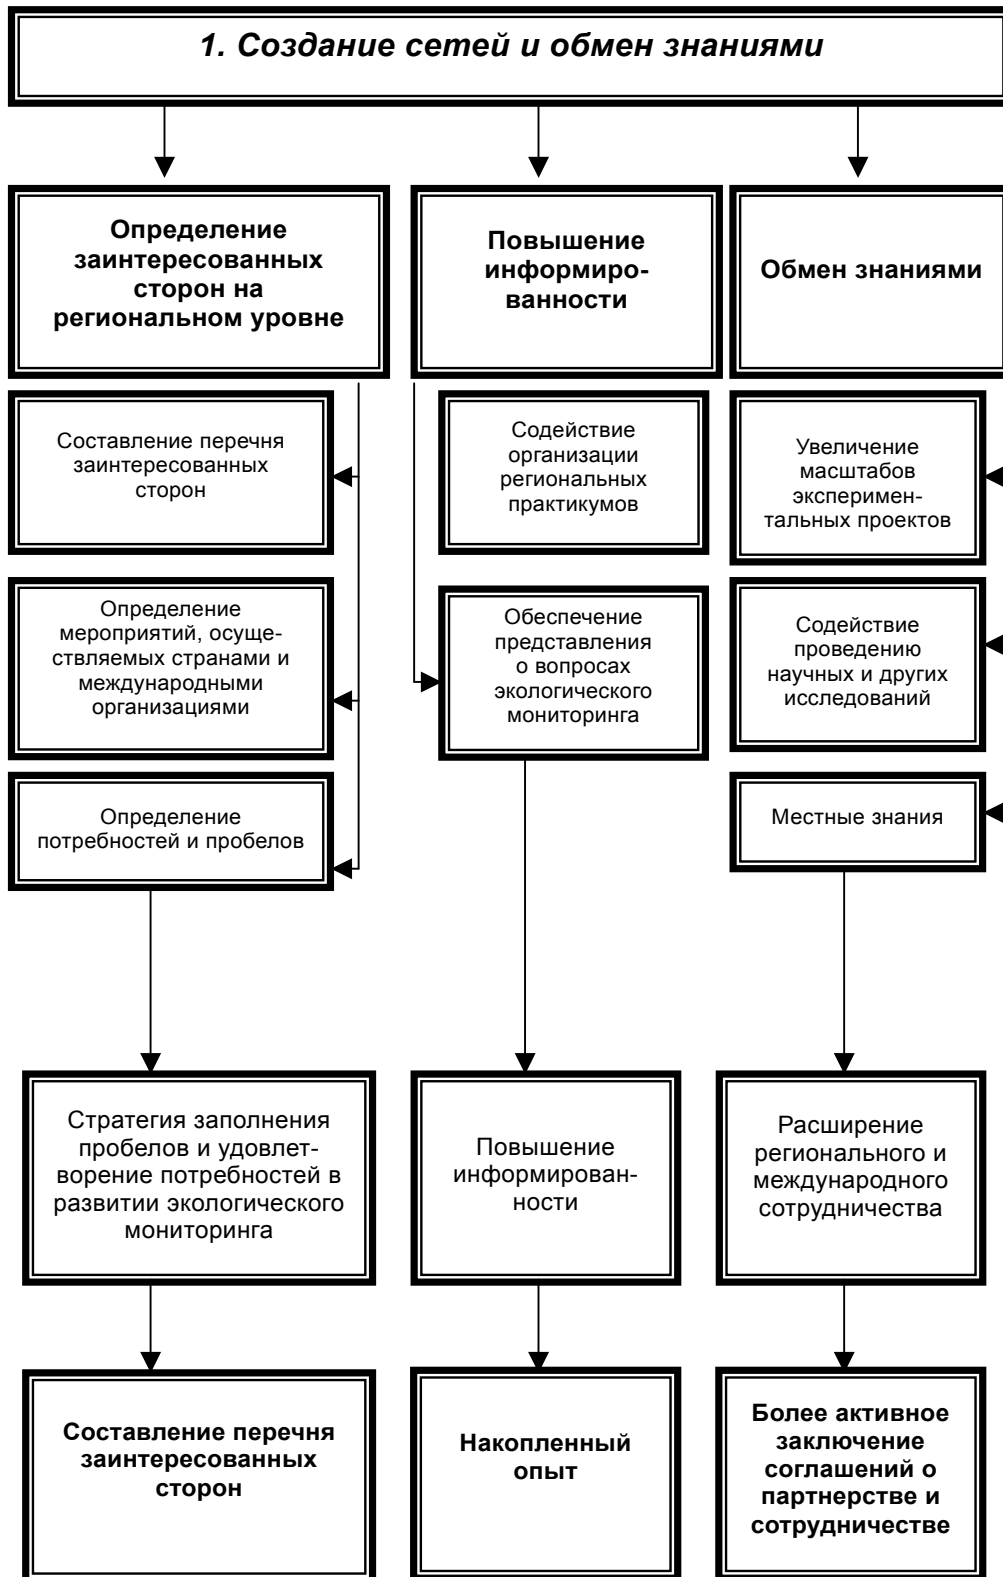 1. Создание сетей и обмен знаниями
Определение
заинтересованных
сторон на
региональном уровне
Повышение
информиро-
ванности
Обмен знаниями
Составление перечня
заинтересованных
сторон
Содействие
организации
региональных
практикумов
Увеличение
масштабов
эксперимен-
тальных проектов
Определение
мероприятий, осуще-
ствляемых странами и
международными
организациями
Обеспечение
представления
о вопросах
экологического
мониторинга
Содействие
проведению
научных и других
исследований
Определение
потребностей и пробелов
Местные знания
Стратегия заполнения
пробелов и удовлет-
ворение потребностей в
развитии экологического
мониторинга
Повышение
информирован-
ности
Расширение
регионального и
международного
сотрудничества
Составление перечня
заинтересованных
сторон
Накопленный
опыт
Более активное
заключение
соглашений о
партнерстве и
сотрудничестве